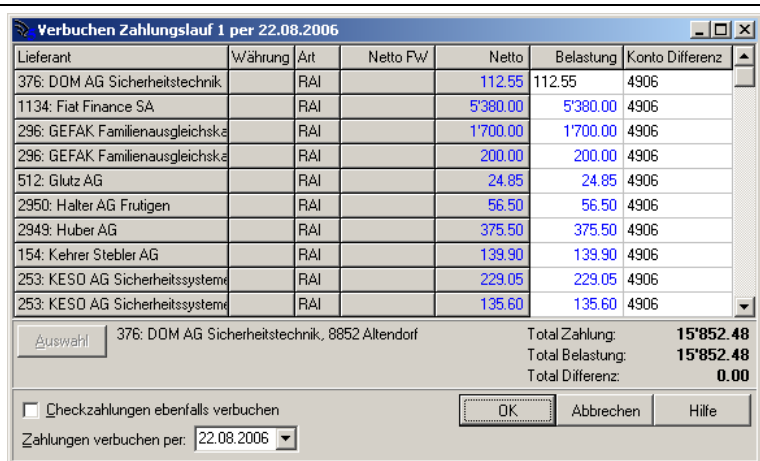 Verbuchen Zahlungslauf 1 per 22.08.2006
Lieferant Währung Art Netto FW Netto Belastung Konto Differenz
376: DOM AG Sicherheitstechnik RAI 112.55 112.55 4906
1134: Fiat Finance SA RAI 5'380.00 5'380.00 4906
296: GEFAK Familienausgleichska RAI 1'700.00 1'700.00 4906
296: GEFAK Familienausgleichska RAI 200.00 200.00 4906
512: Glutz AG RAI 24.85 24.85 4906
2950: Halter AG Frutigen RAI 56.50 56.50 4906
2949: Huber AG RAI 375.50 375.50 4906
154: Kehrer Stebler AG RAI 139.90 139.90 4906
253: KESO AG Sicherheitssysteme RAI 229.05 229.05 4906
253: KESO AG Sicherheitssysteme RAI 135.60 135.60 4906
Auswahl 376: DOM AG Sicherheitstechnik, 8852 Altendorf Total Zahlung: 15'852.48
Total Belastung: 15'852.48
Total Differenz: 0.00
Checkzahlungen ebenfalls verbuchen OK Abbrechen Hilfe
Zahlungen verbuchen per: 22.08.2006